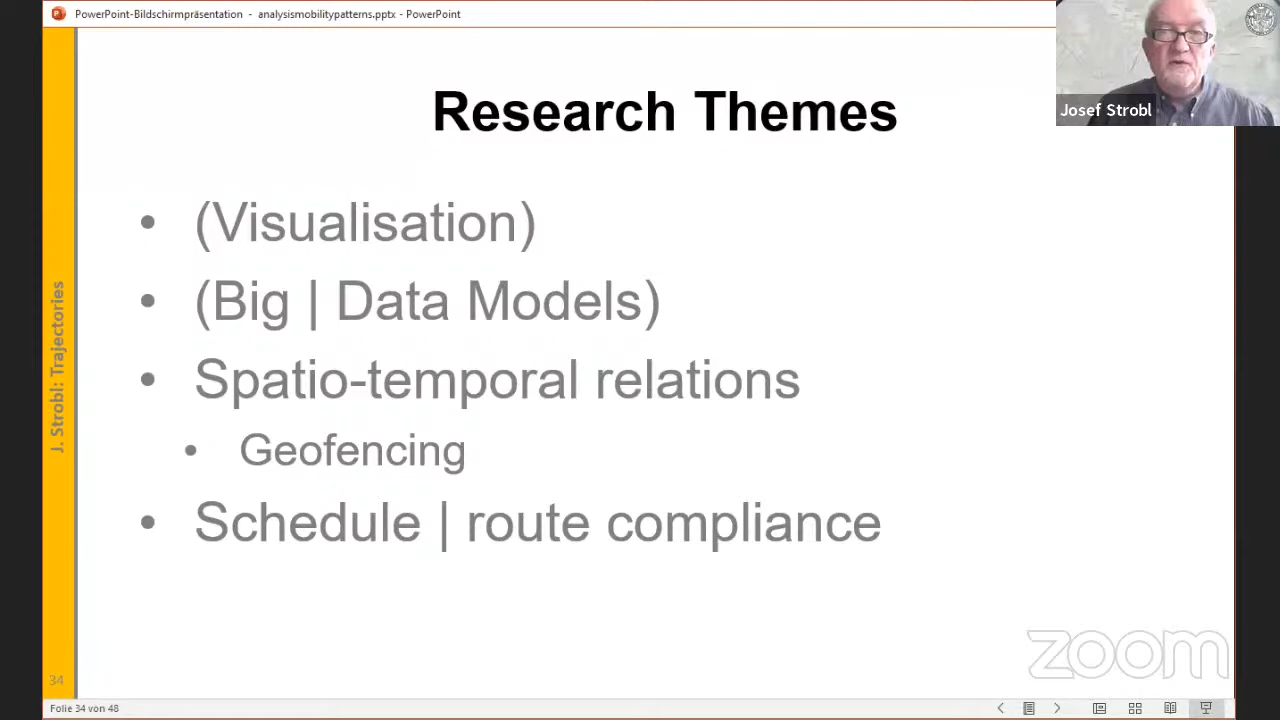 PowerPoint-Bildschirmpräsentation - analysismobilitypatterns.pptx - PowerPoint
Josef Strobl
Research Themes
• (Visualisation)
• (Big | Data Models)
• Spatio-temporal relations
• Geofencing
• Schedule | route compliance
J. Strobl: Trajectories
34
zoom
Folie 34 von 48